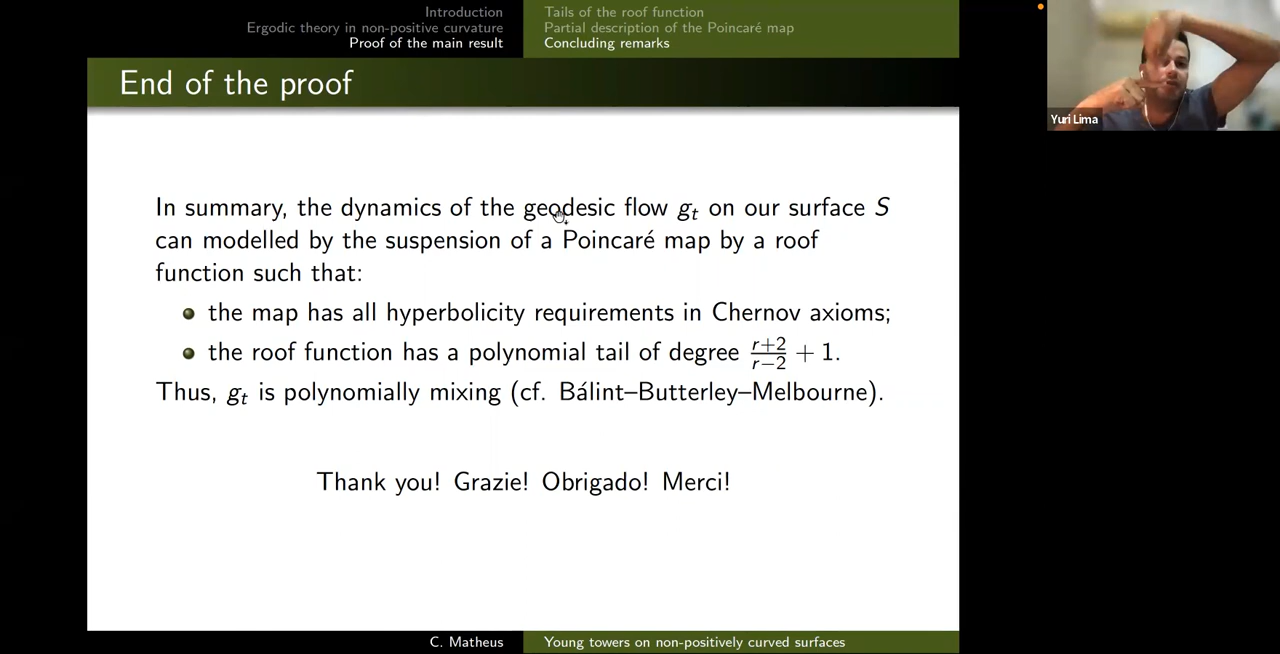 Introduction
Ergodic theory in non-positive curvature
Proof of the main result
Tails of the roof function
Partial description of the Poincaré map
Concluding remarks
End of the proof
Yuri Lima
In summary, the dynamics of the geodesic flow gₜ on our surface S
can modelled by the suspension of a Poincaré map by a roof
function such that:
the map has all hyperbolicity requirements in Chernov axioms;
the roof function has a polynomial tail of degree \frac{r+2}{r−2} + 1.
Thus, gₜ is polynomially mixing (cf. Bálint–Butterley–Melbourne).
Thank you! Grazie! Obrigado! Merci!
C. Matheus
Young towers on non-positively curved surfaces